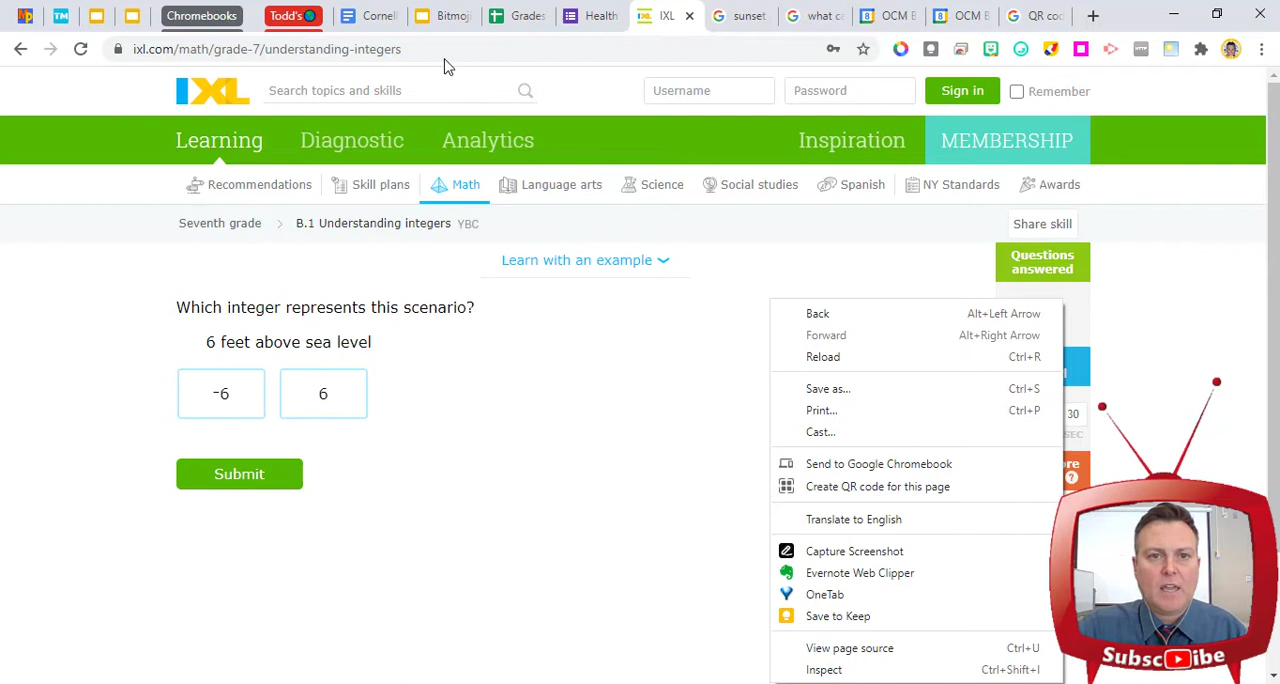 Chromebooks Todd's Cornell Bitmoji Grades Health IXL sunset what ca OCM B OCM B QR co
ixl.com/math/grade-7/understanding-integers
IXL Search topics and skills Username Password Sign in Remember
Learning Diagnostic Analytics Inspiration MEMBERSHIP
Recommendations Skill plans Math Language arts Science Social studies Spanish NY Standards Awards
Seventh grade > B.1 Understanding integers YBC Share skill
Learn with an example
Questions
answered
Which integer represents this scenario?
6 feet above sea level
-6 6
Submit
Back Alt+Left Arrow
Forward Alt+Right Arrow
Reload Ctrl+R
Save as... Ctrl+S
Print... Ctrl+P
Cast...
Send to Google Chromebook
Create QR code for this page
Translate to English
Capture Screenshot
Evernote Web Clipper
OneTab
Save to Keep
View page source Ctrl+U
Inspect Ctrl+Shift+I
30
SEC
re
?
Subscribe